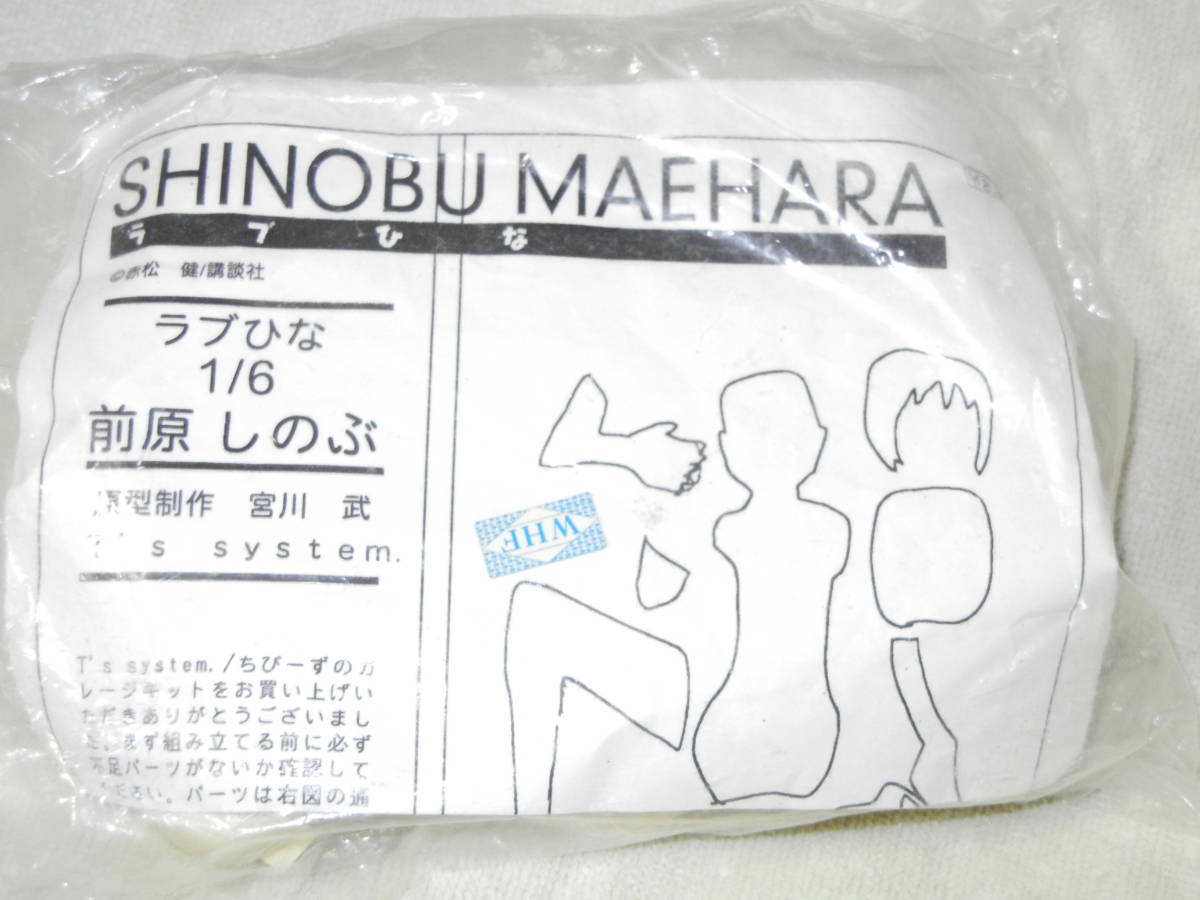 SHINOBU MAEHARA
ラブひな
©赤松 健/講談社
ラブひな
1/6
前原 しのぶ
原型制作 宮川 武
T's system.
WHF
T's system./ちびーずのガ
レージキットをお買い上げい
ただきありがとうございまし
た。まず組み立てる前に必ず
不足パーツがないか確認して
ください。パーツは右図の通